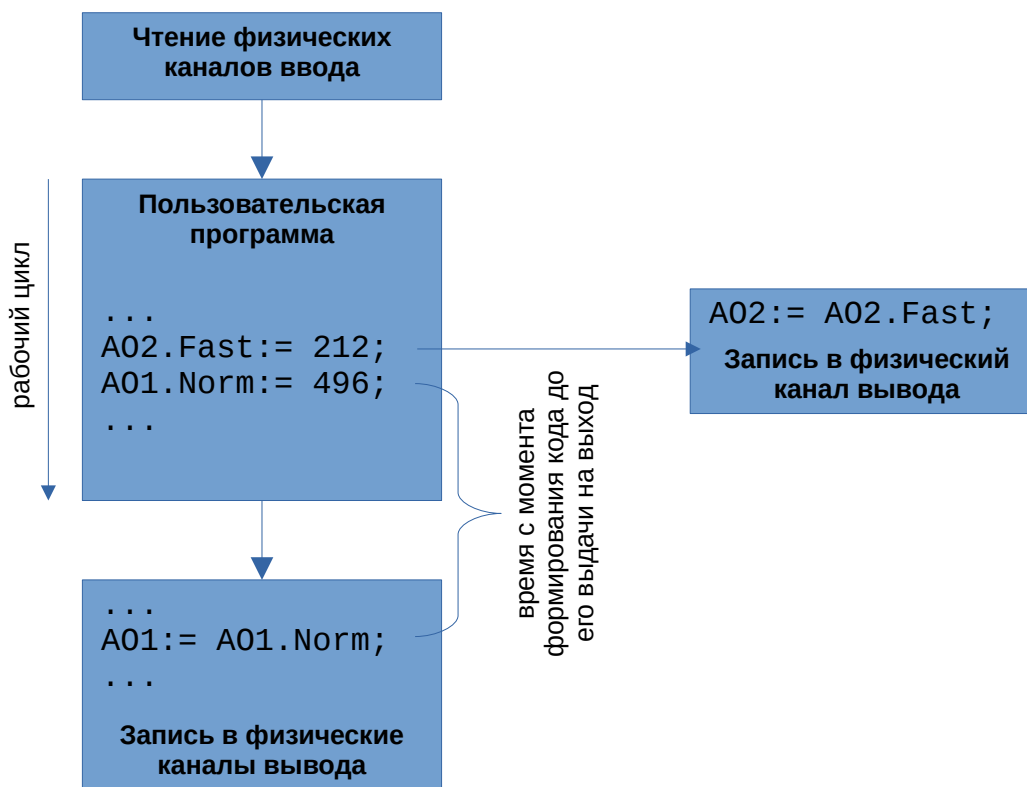 Чтение физических
каналов ввода
рабочий цикл
Пользовательская
программа
...
AO2.Fast:= 212;
AO1.Norm:= 496;
...
AO2:= AO2.Fast;
Запись в физический
канал вывода
время с момента
формирования кода до
его выдачи на выход
...
AO1:= AO1.Norm;
...
Запись в физические
каналы вывода